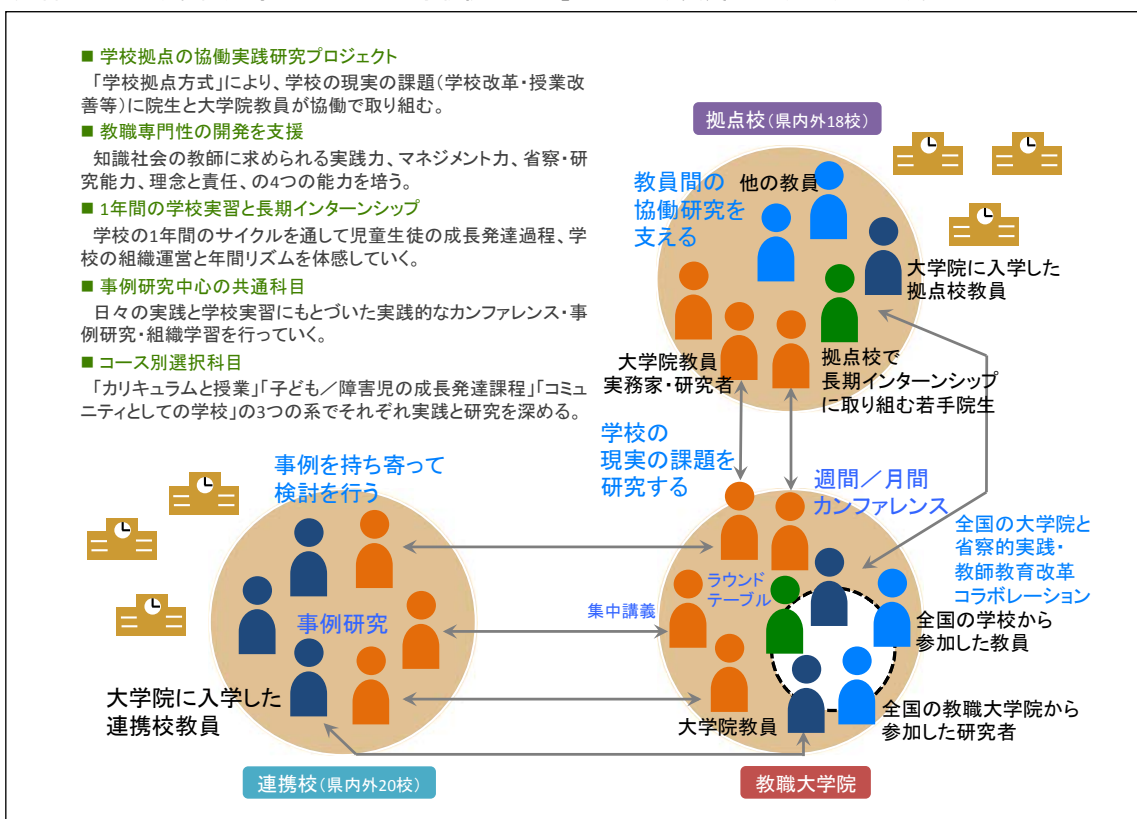 ■ 学校拠点の協働実践研究プロジェクト
「学校拠点方式」により、学校の現実の課題(学校改革・授業改
善等)に院生と大学院教員が協働で取り組む。
■ 教職専門性の開発を支援
知識社会の教師に求められる実践力、マネジメント力、省察・研
究能力、理念と責任、の4つの能力を培う。
■ 1年間の学校実習と長期インターンシップ
学校の1年間のサイクルを通して児童生徒の成長発達過程、学
校の組織運営と年間リズムを体感していく。
■ 事例研究中心の共通科目
日々の実践と学校実習にもとづいた実践的なカンファレンス・事
例研究・組織学習を行っていく。
■ コース別選択科目
「カリキュラムと授業」「子ども/障害児の成長発達課程」「コミュ
ニティとしての学校」の3つの系でそれぞれ実践と研究を深める。
拠点校(県内外18校)
教員間の
協働研究を
支える
他の教員
大学院に入学した
拠点校教員
大学院教員
実務家・研究者
拠点校で
長期インターンシップ
に取り組む若手院生
学校の
現実の課題を
研究する
週間/月間
カンファレンス
事例を持ち寄って
検討を行う
事例研究
集中講義
ラウンド
テーブル
全国の大学院と
省察的実践・
教師教育改革
コラボレーション
全国の学校から
参加した教員
大学院に入学した
連携校教員
大学院教員
全国の教職大学院から
参加した研究者
連携校(県内外20校)
教職大学院